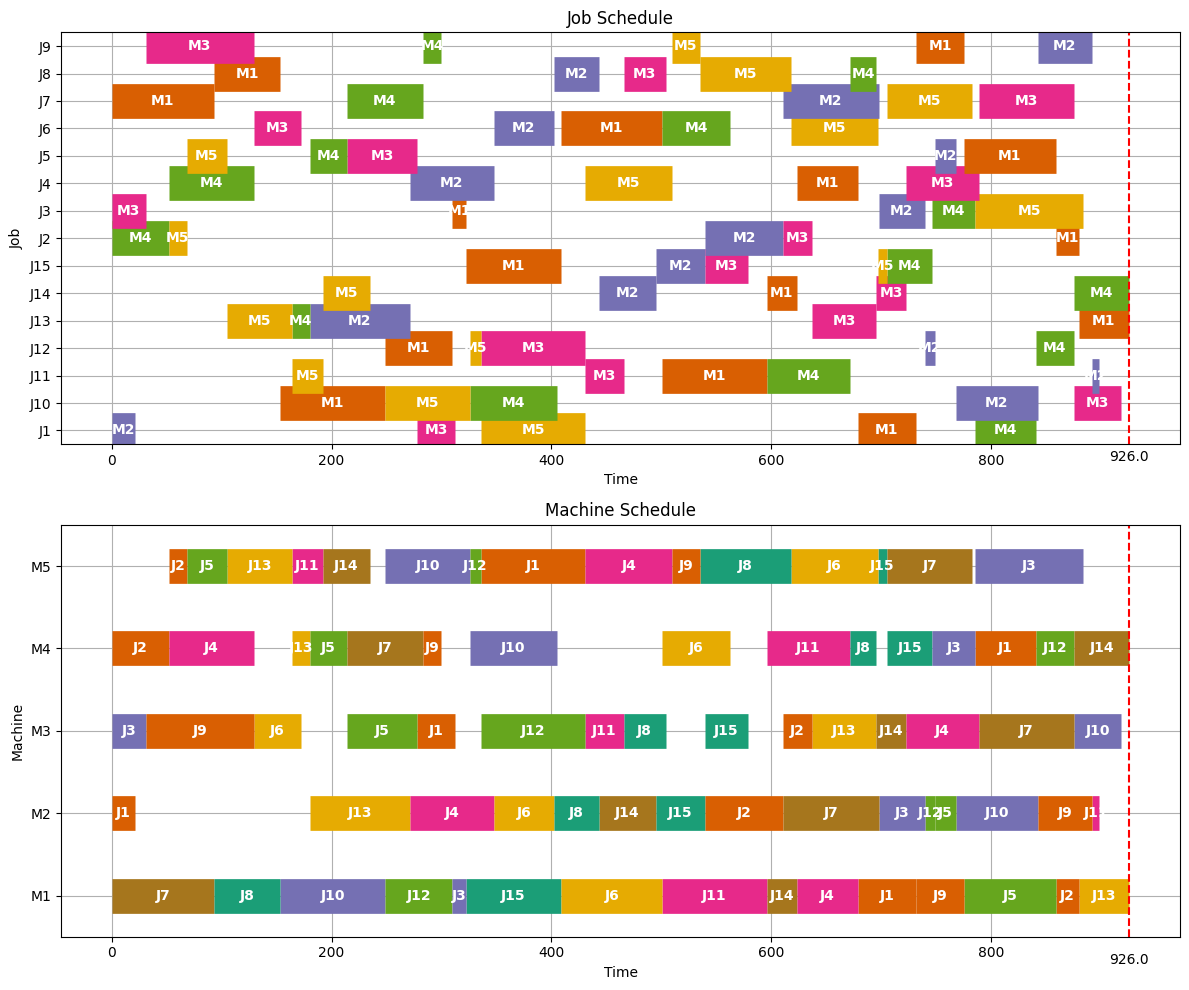 Job Schedule
J9 M3 M4 M5 M1 M2
J8 M1 M2 M3 M5 M4
J7 M1 M4 M2 M5 M3
J6 M3 M2 M1 M4 M5
J5 M5 M4 M3 M2 M1
J4 M4 M2 M5 M1 M3
J3 M3 M1 M2 M4 M5
J2 M4 M5 M2 M3 M1
J15 M1 M2 M3 M5 M4
J14 M5 M2 M1 M3 M4
J13 M5 M4 M2 M3 M1
J12 M1 M5 M3 M2 M4
J11 M5 M3 M1 M4 M2
J10 M1 M5 M4 M2 M3
J1 M2 M3 M5 M1 M4
Job
0 200 400 600 800 926.0
Time
Machine Schedule
M5 J2 J5 J13 J11 J14 J10 J12 J1 J4 J9 J8 J6 J15 J7 J3
M4 J2 J4 J13 J5 J7 J9 J10 J6 J11 J8 J15 J3 J1 J12 J14
M3 J3 J9 J6 J5 J1 J12 J11 J8 J15 J2 J13 J14 J4 J7 J10
M2 J1 J13 J4 J6 J8 J14 J15 J2 J7 J3 J12 J5 J10 J9 J11
M1 J7 J8 J10 J12 J3 J15 J6 J11 J14 J4 J1 J9 J5 J2 J13
Machine
0 200 400 600 800 926.0
Time